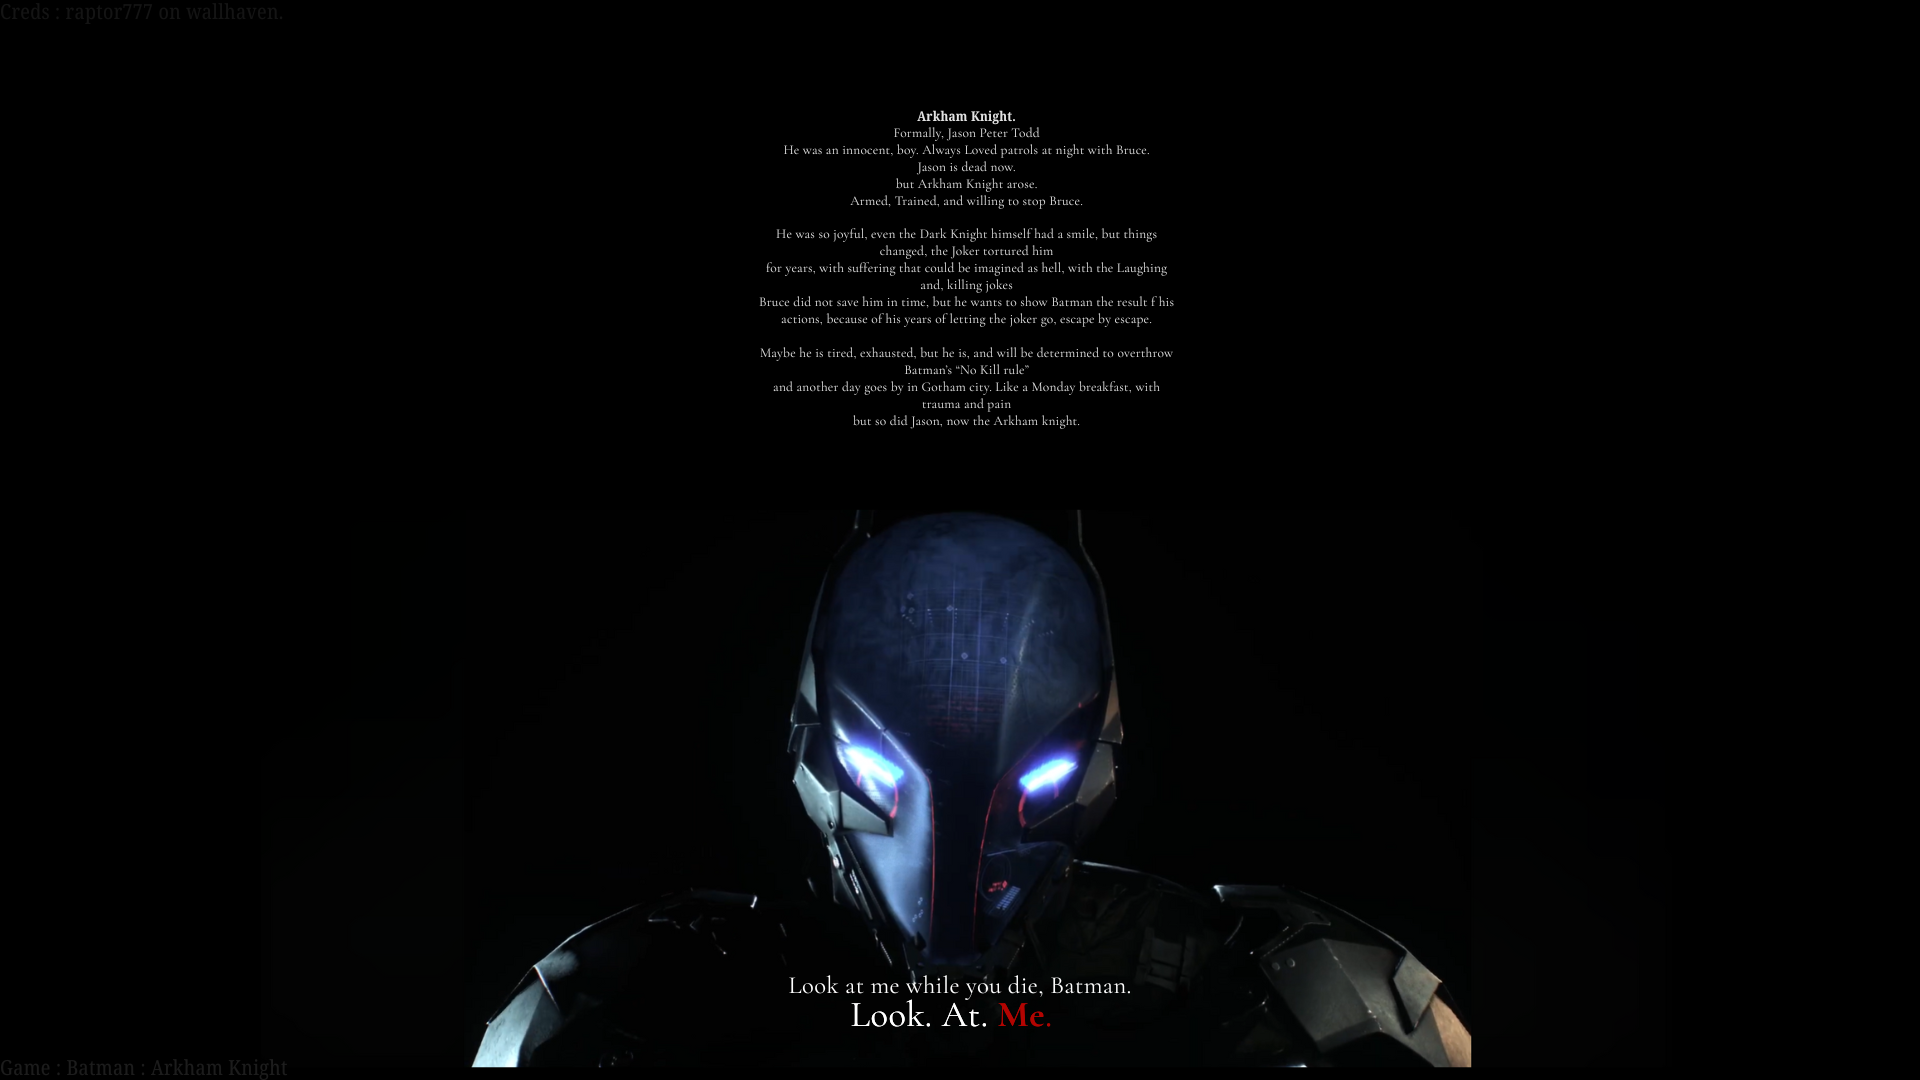 Creds : raptor777 on wallhaven.
Arkham Knight.
Formally, Jason Peter Todd
He was an innocent, boy. Always Loved patrols at night with Bruce.
Jason is dead now.
but Arkham Knight arose.
Armed, Trained, and willing to stop Bruce.
He was so joyful, even the Dark Knight himself had a smile, but things
changed, the Joker tortured him
for years, with suffering that could be imagined as hell, with the Laughing
and, killing jokes
Bruce did not save him in time, but he wants to show Batman the result f his
actions, because of his years of letting the joker go, escape by escape.
Maybe he is tired, exhausted, but he is, and will be determined to overthrow
Batman's “No Kill rule”
and another day goes by in Gotham city. Like a Monday breakfast, with
trauma and pain
but so did Jason, now the Arkham knight.
Look at me while you die, Batman.
Look. At. Me.
Game : Batman : Arkham Knight